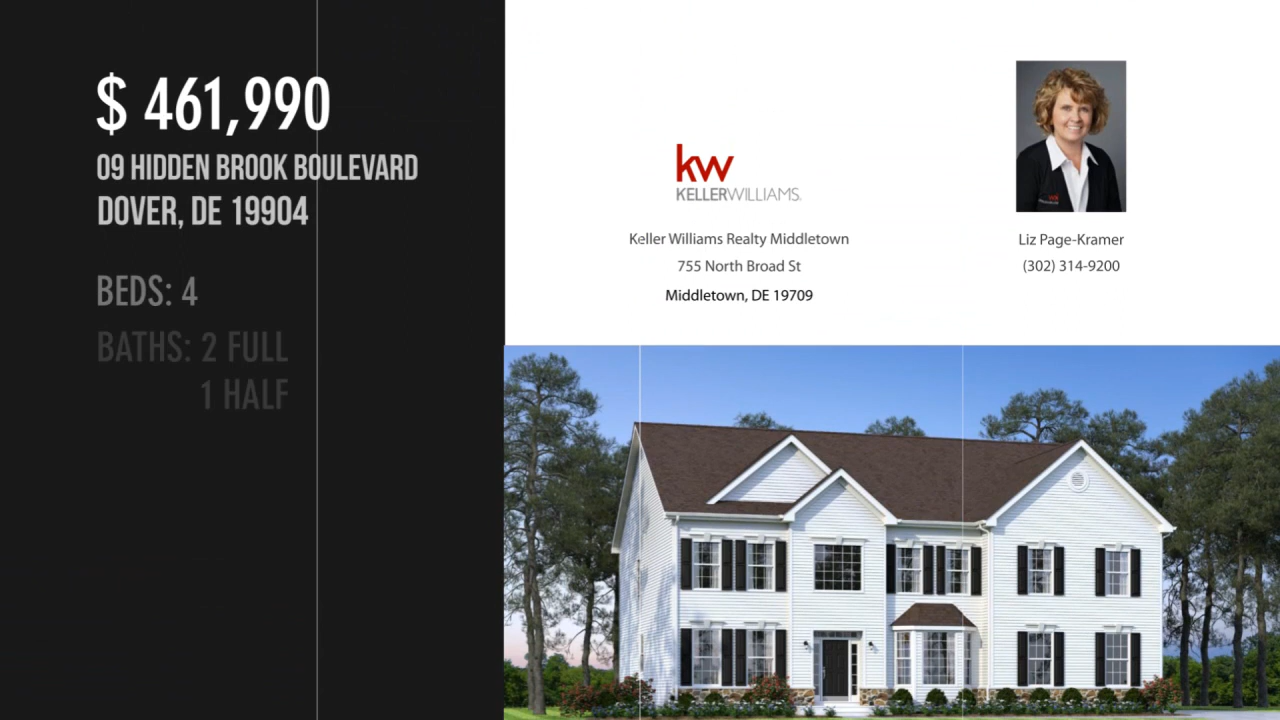 $ 461,990
09 HIDDEN BROOK BOULEVARD
DOVER, DE 19904
BEDS: 4
BATHS: 2 FULL
1 HALF
kw
KELLERWILLIAMS.
Keller Williams Realty Middletown
755 North Broad St
Middletown, DE 19709
Liz Page-Kramer
(302) 314-9200